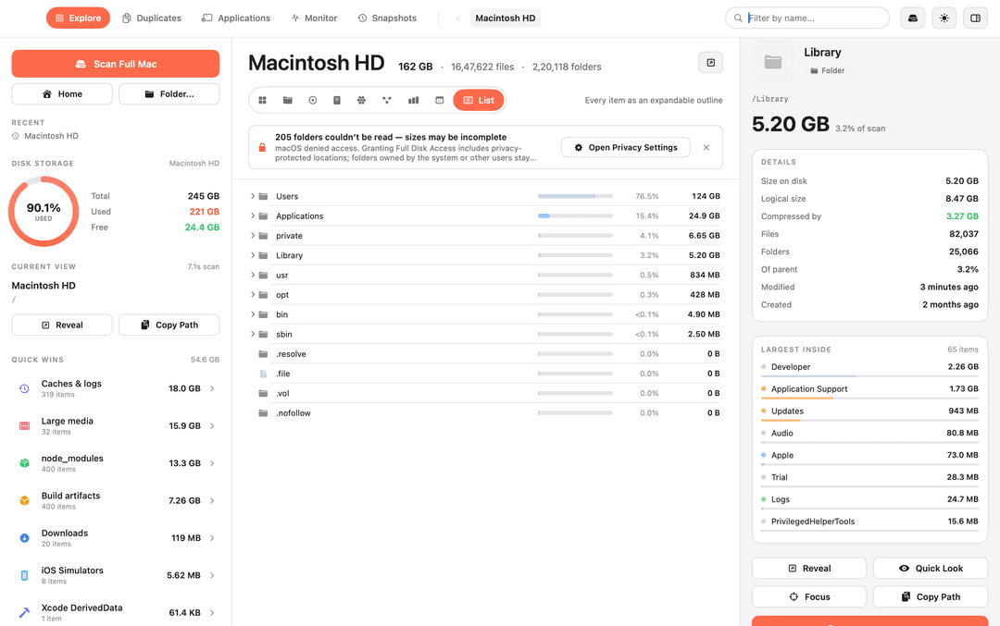 Explore
Duplicates
Applications
Monitor
Snapshots
Macintosh HD
Filter by name...
Scan Full Mac
Home
Folder...
RECENT
Macintosh HD
DISK STORAGE
Macintosh HD
90.1%
USED
Total 245 GB
Used 221 GB
Free 24.4 GB
CURRENT VIEW 7.1s scan
Macintosh HD
/
Reveal
Copy Path
QUICK WINS 54.6 GB
Caches & logs
319 items
18.0 GB
Large media
32 items
15.9 GB
node_modules
400 items
13.3 GB
Build artifacts
400 items
7.26 GB
Downloads
20 items
119 MB
iOS Simulators
8 items
5.62 MB
Xcode DerivedData
1 item
61.4 KB
Macintosh HD 162 GB · 16,47,622 files · 2,20,118 folders
List
Every item as an expandable outline
205 folders couldn't be read — sizes may be incomplete
macOS denied access. Granting Full Disk Access includes privacy-
protected locations; folders owned by the system or other users stay...
Open Privacy Settings
Users 76.5% 124 GB
Applications 15.4% 24.9 GB
private 4.1% 6.65 GB
Library 3.2% 5.20 GB
usr 0.5% 834 MB
opt 0.3% 428 MB
bin <0.1% 4.90 MB
sbin <0.1% 2.50 MB
.resolve 0.0% 0 B
.file 0.0% 0 B
.vol 0.0% 0 B
.nofollow 0.0% 0 B
Library
Folder
/Library
5.20 GB 3.2% of scan
DETAILS
Size on disk 5.20 GB
Logical size 8.47 GB
Compressed by 3.27 GB
Files 82,037
Folders 25,066
Of parent 3.2%
Modified 3 minutes ago
Created 2 months ago
LARGEST INSIDE 65 items
Developer 2.26 GB
Application Support 1.73 GB
Updates 943 MB
Audio 80.8 MB
Apple 73.0 MB
Trial 28.3 MB
Logs 24.7 MB
PrivilegedHelperTools 15.6 MB
Reveal
Quick Look
Focus
Copy Path